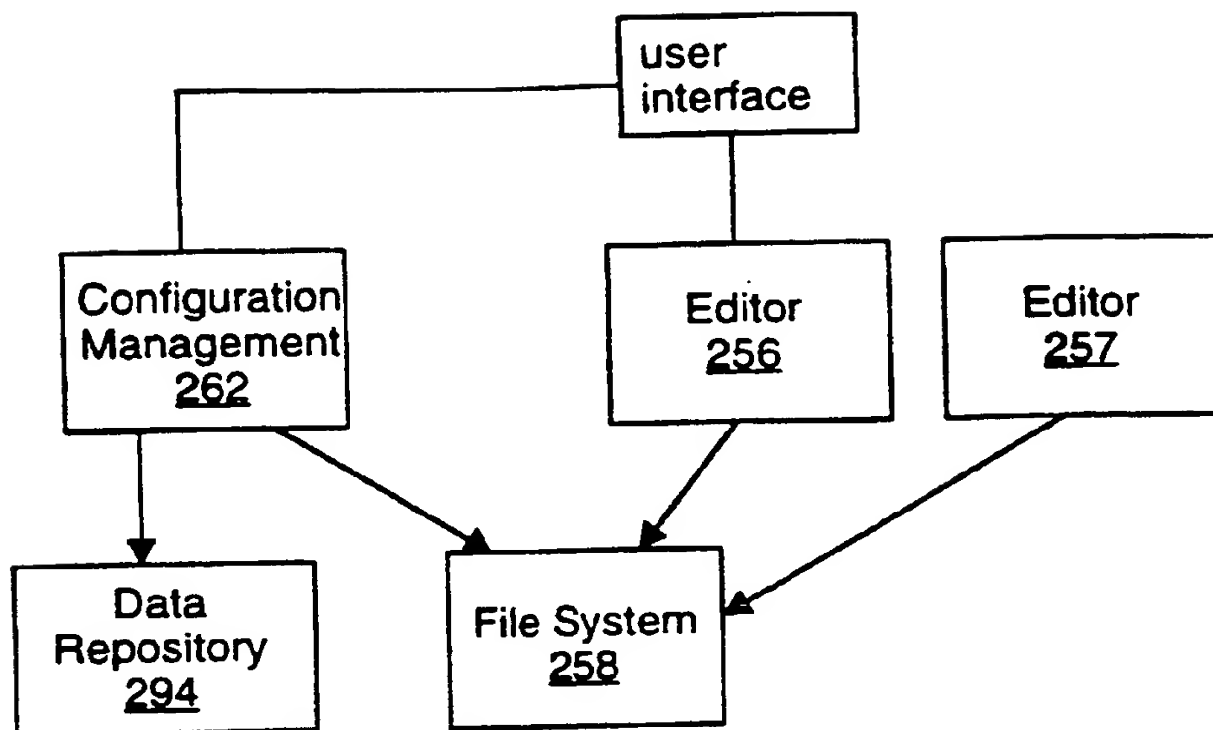 user
interface
Configuration
Management
262
Editor
256
Editor
257
Data
Repository
294
File System
258